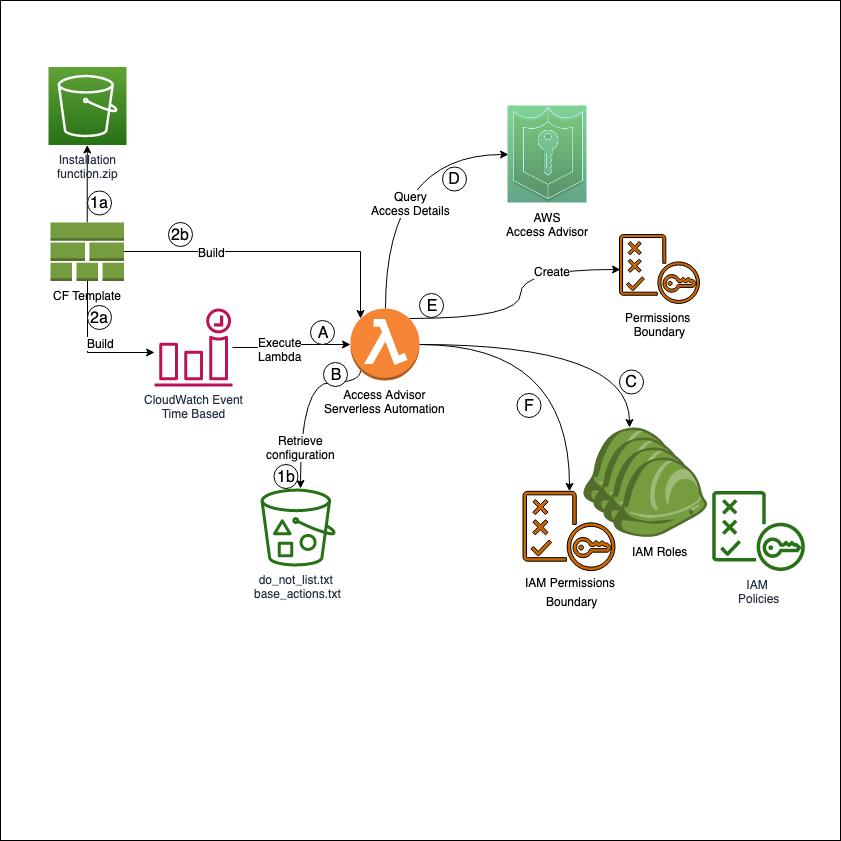 Installation
function.zip
1a
2b
Build
CF Template
2a
Build
CloudWatch Event
Time Based
Execute
Lambda
A
B
Access Advisor
Serverless Automation
Retrieve
configuration
1b
do_not_list.txt
base_actions.txt
Query
Access Details
D
AWS
Access Advisor
E
Create
Permissions
Boundary
C
F
IAM Roles
IAM Permissions
Boundary
IAM
Policies